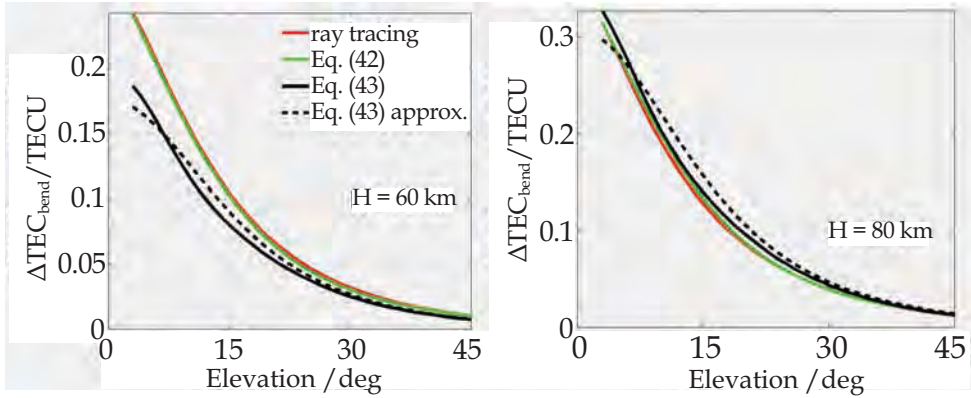 ΔTEC_bend/TECU
0.2
0.15
0.1
0.05
0
ray tracing
Eq. (42)
Eq. (43)
Eq. (43) approx.
H = 60 km
0 15 30 45
Elevation /deg
ΔTEC_bend/TECU
0.3
0.2
0.1
0
H = 80 km
0 15 30 45
Elevation /deg